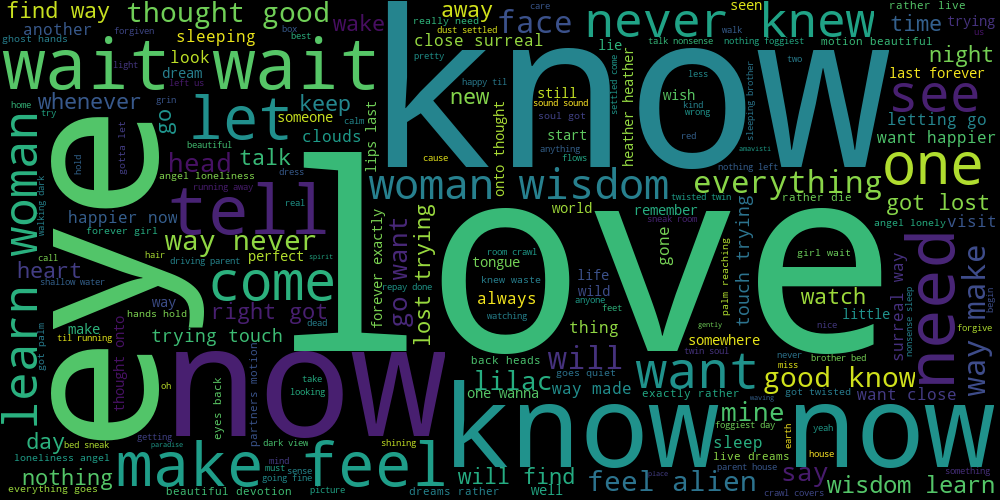 find way
thought good
away
really need
care
face
never knew
seen
rather live
another
wake
time
trying
us
ghost hands
forgiven
sleeping
box
best
dust settled
close surreal
walk
lie
talk nonsense
nothing foggiest
motion beautiful
wait
wait
look
dream
light
left us
know
pretty
happy til
two
night
last forever
whenever
grin
keep
someone
calm
new
still
sound sound
soul got
less
wish
kind
wrong
red
sleeping brother
see
letting go
home
try
go
let
clouds
beautiful
lips last
start
anything
flows
heather heather
amavisti
want happier
hold
gotta let
head
talk
dress
angel loneliness
running away
cause
onto thought
nothing left
one
everything
woman
wisdom
twisted twin
rather die
got lost
learn woman
walking dark
eye
happier now
forever girl
tell
real
love
world
sneak room
remember
angel lonely
visit
call
hair
way never
perfect
spirit
driving parent
forever exactly
go want
lost trying
tongue
room crawl
knew waste
always
watching
repay done
life
wild
anyone
feet
gone
palm reaching
touch trying
girl wait
watch
little
surreal way
nonsense sleep
need
way make
begin
heart
shallow water
way
hands hold
come
right got
dead
make
til running
trying touch
thing
somewhere
gently
twin soul
nice
forgive
got palm
thought onto
oh
now
take
looking
back heads
goes quiet
will
never
miss
brother bed
lilac
one wanna
way made
want
exactly rather
good know
got twisted
want close
eyes back
partners motion
day
bed sneak
getting
paradise
dark view
shining
know
mine
waving
foggiest day
earth
yeah
house
now
loneliness angel
nothing
make feel
mind
must
sense
going fine
sleep
live dreams
parent house
say
something
everything goes
beautiful devotion
picture
dreams rather
will find
well
feel alien
place
crawl covers
wisdom learn